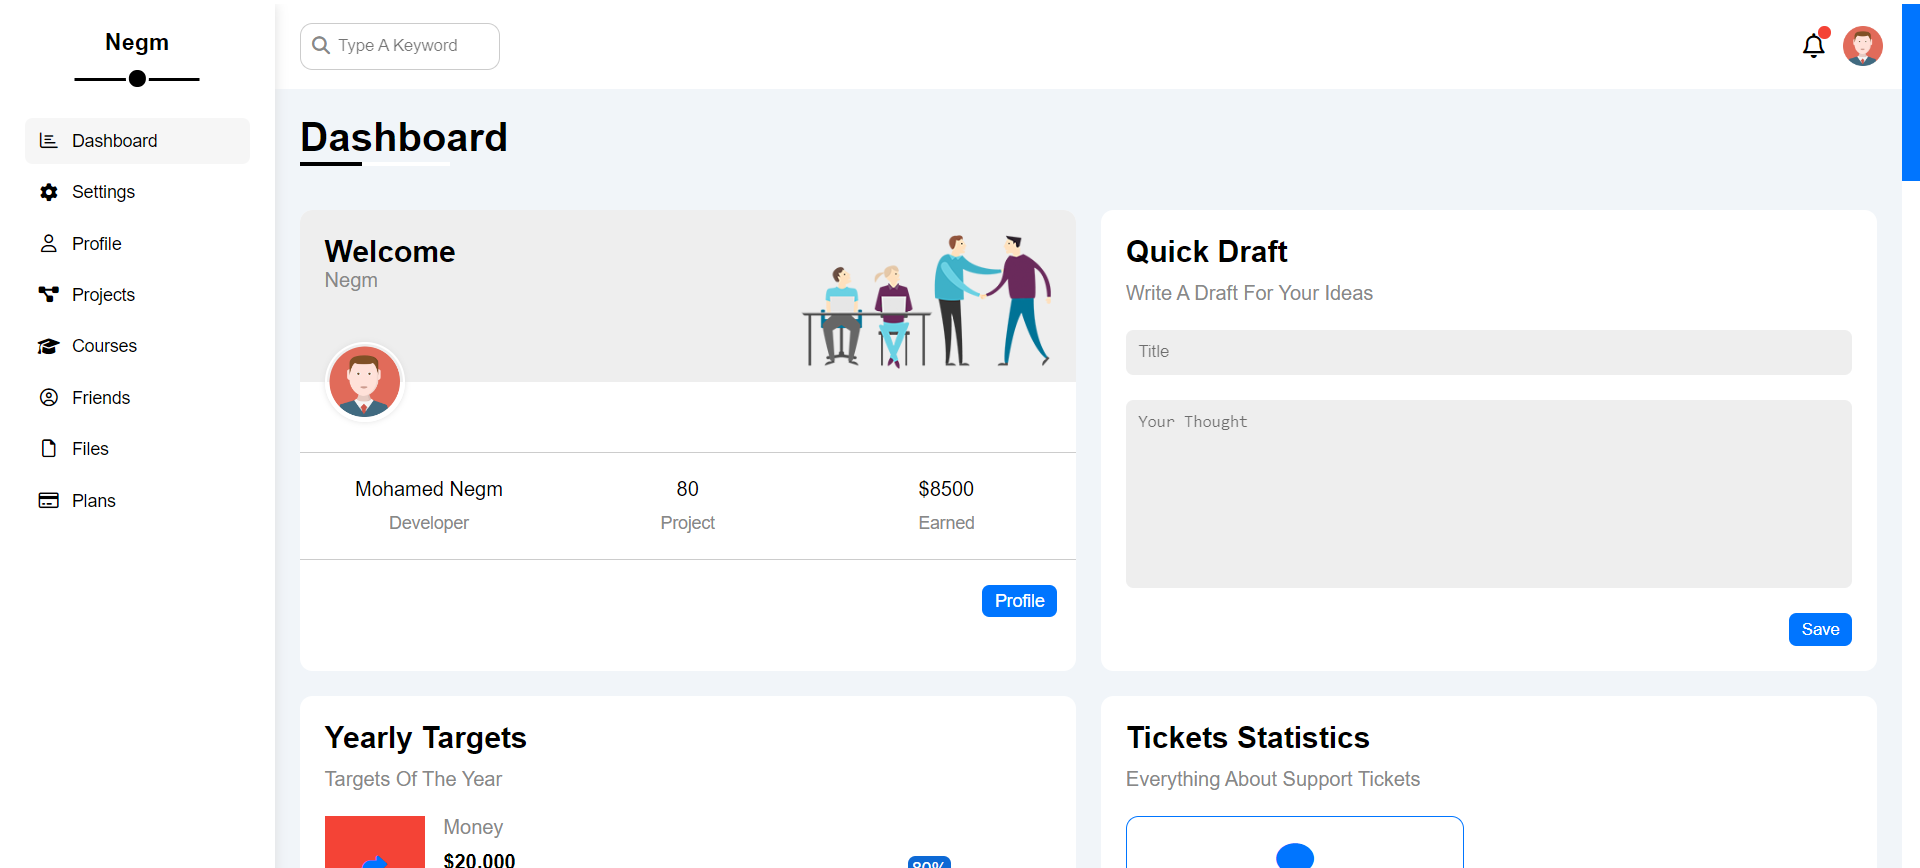 Negm
Type A Keyword
Dashboard
Settings
Profile
Projects
Courses
Friends
Files
Plans
Dashboard
Welcome
Negm
Mohamed Negm
Developer
80
Project
$8500
Earned
Profile
Quick Draft
Write A Draft For Your Ideas
Title
Your Thought
Save
Yearly Targets
Targets Of The Year
Money
$20.000
80%
Tickets Statistics
Everything About Support Tickets